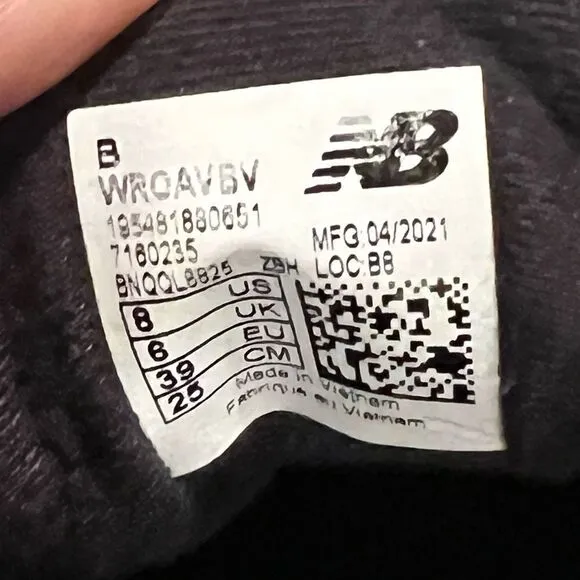 B
NB
WROAVBV
195481880651
7160235
MFG:04/2021
BNQQL8825 ZBH
LOC:B8
8 US
6 UK
39 EU
25 CM
Made in Vietnam
Fabriqué au Vietnam